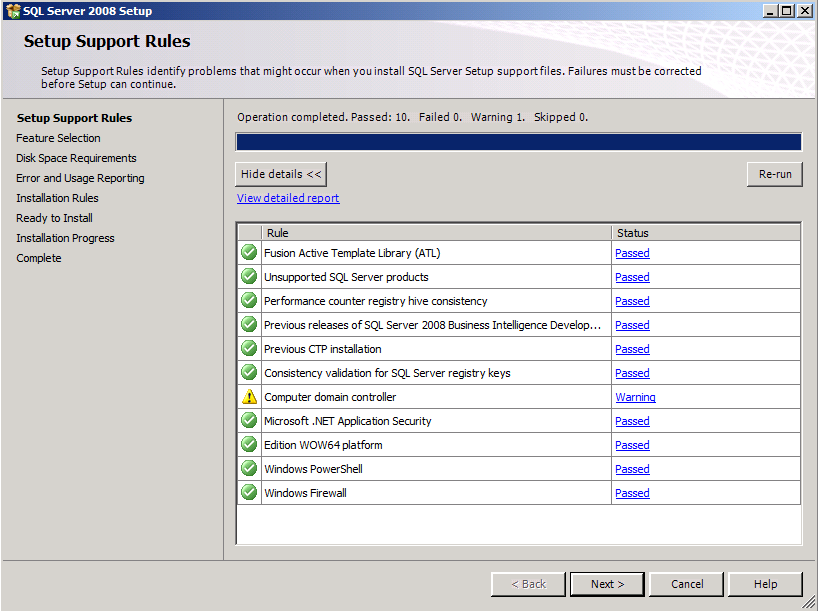 SQL Server 2008 Setup
Setup Support Rules
Setup Support Rules identify problems that might occur when you install SQL Server Setup support files. Failures must be corrected
before Setup can continue.
Setup Support Rules
Feature Selection
Disk Space Requirements
Error and Usage Reporting
Installation Rules
Ready to Install
Installation Progress
Complete
Operation completed. Passed: 10. Failed 0. Warning 1. Skipped 0.
Hide details <<
Re-run
View detailed report
Rule Status
Fusion Active Template Library (ATL) Passed
Unsupported SQL Server products Passed
Performance counter registry hive consistency Passed
Previous releases of SQL Server 2008 Business Intelligence Develop... Passed
Previous CTP installation Passed
Consistency validation for SQL Server registry keys Passed
Computer domain controller Warning
Microsoft .NET Application Security Passed
Edition WOW64 platform Passed
Windows PowerShell Passed
Windows Firewall Passed
< Back Next > Cancel Help